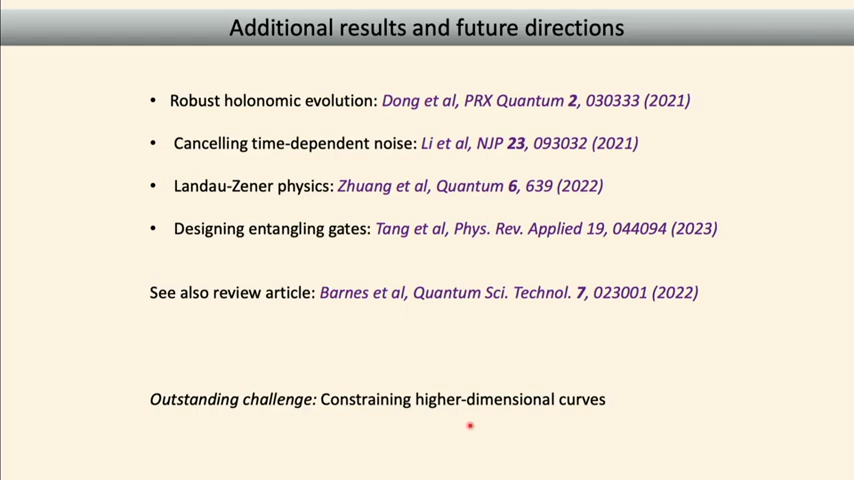 Additional results and future directions
• Robust holonomic evolution: Dong et al, PRX Quantum 2, 030333 (2021)
• Cancelling time-dependent noise: Li et al, NJP 23, 093032 (2021)
• Landau-Zener physics: Zhuang et al, Quantum 6, 639 (2022)
• Designing entangling gates: Tang et al, Phys. Rev. Applied 19, 044094 (2023)
See also review article: Barnes et al, Quantum Sci. Technol. 7, 023001 (2022)
Outstanding challenge: Constraining higher-dimensional curves